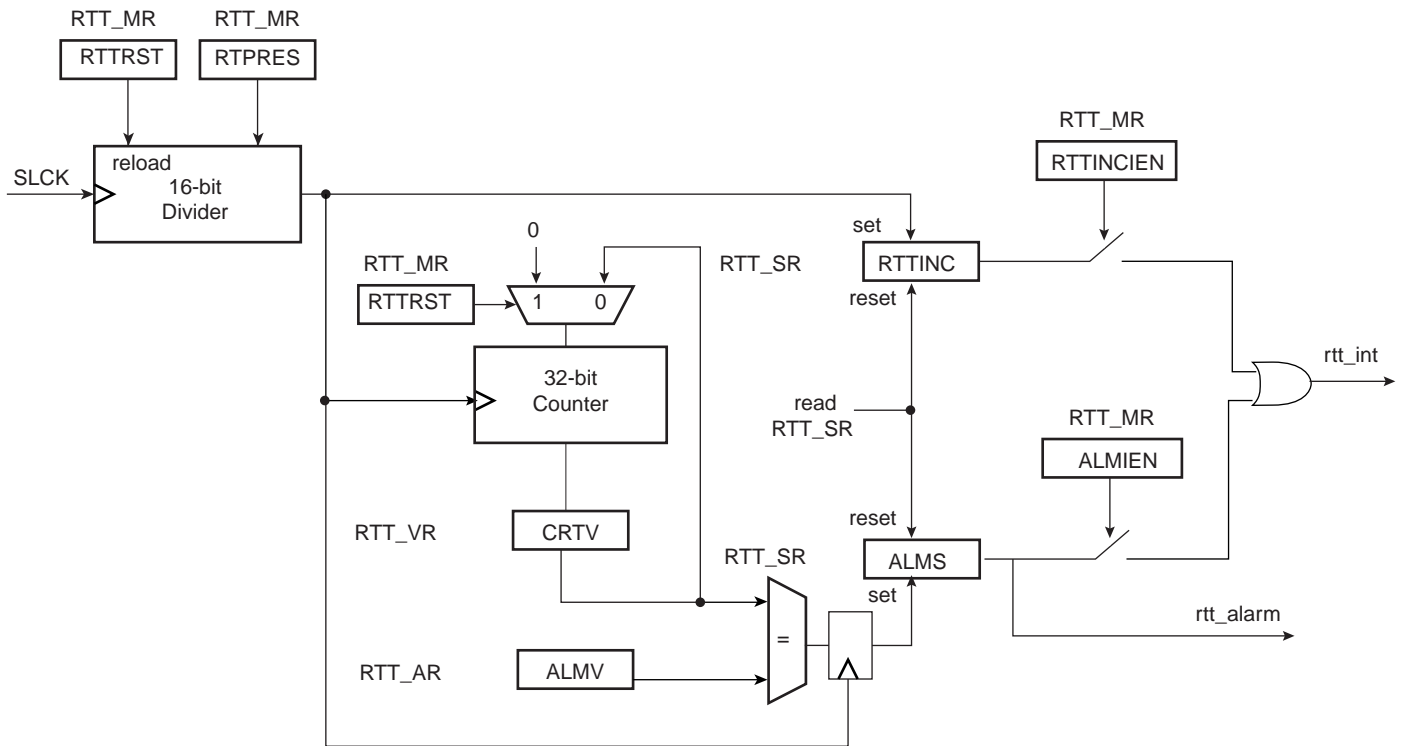 RTT_MR
RTT_MR
RTTRST
RTPRES
reload
16-bit
Divider
SLCK
RTT_MR
RTTINCIEN
0
set
RTT_MR
RTT_SR
RTTINC
RTTRST
1 0
reset
32-bit
Counter
rtt_int
read
RTT_SR
RTT_MR
ALMIEN
reset
RTT_VR
CRTV
RTT_SR
ALMS
set
rtt_alarm
=
RTT_AR
ALMV